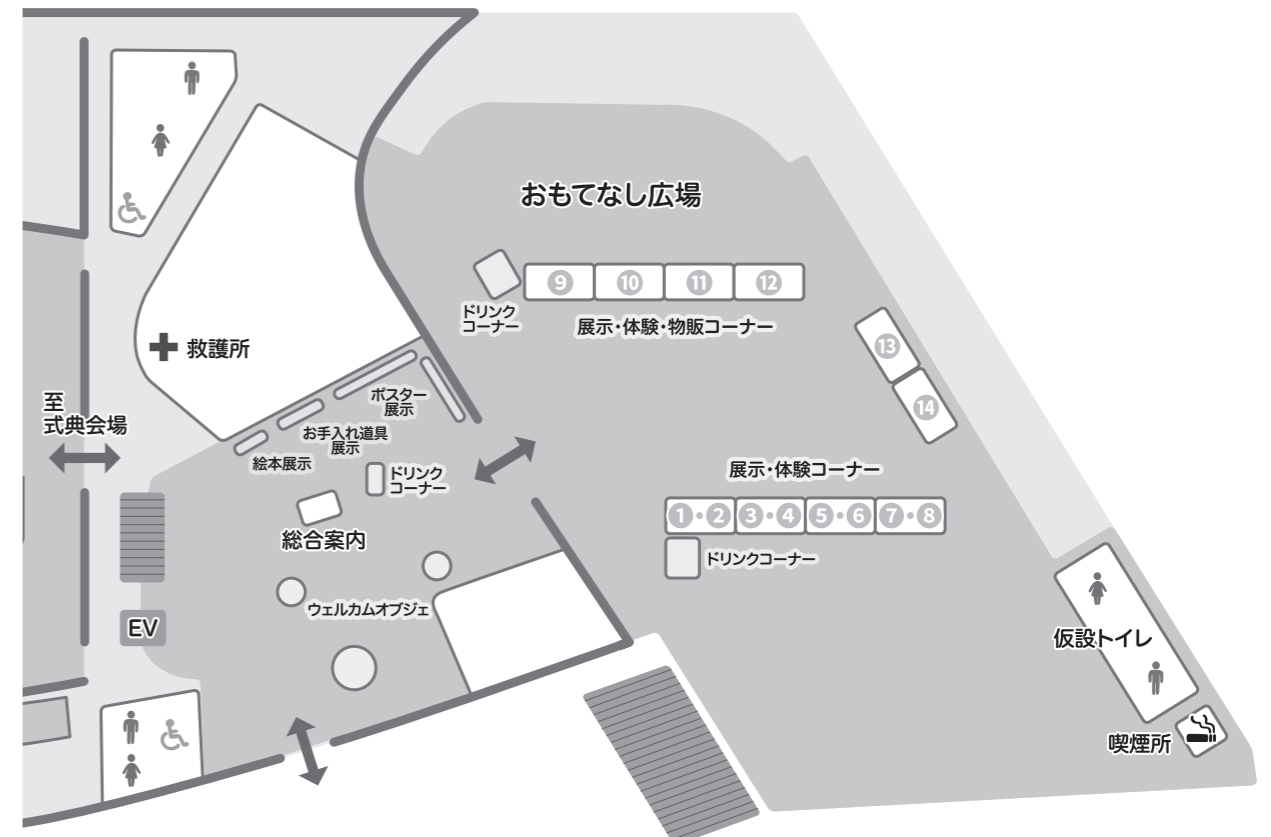 おもてなし広場
⑨
⑩
⑪
⑫
ドリンク
コーナー
展示・体験・物販コーナー
⑬
⑭
救護所
至
式典会場
ポスター
展示
お手入れ道具
展示
絵本展示
ドリンク
コーナー
総合案内
展示・体験コーナー
①・②
③・④
⑤・⑥
⑦・⑧
ドリンクコーナー
ウェルカムオブジェ
EV
仮設トイレ
喫煙所